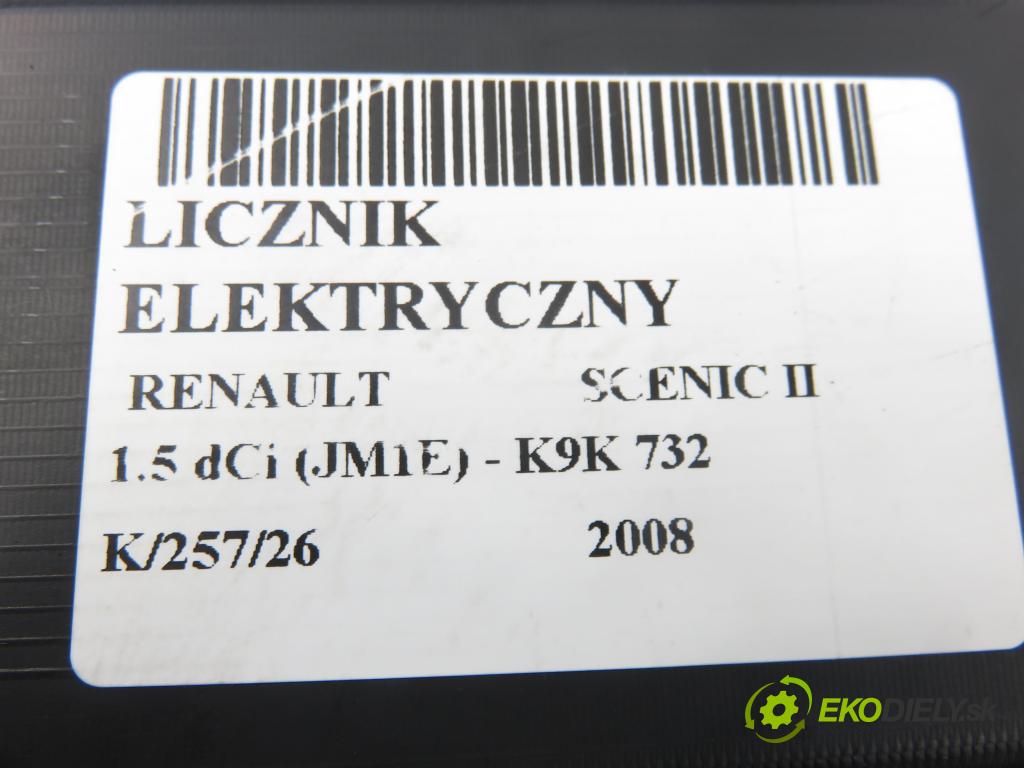 LICZNIK
ELEKTRYCZNY
RENAULT SCENIC II
1.5 dCi (JM1E) - K9K 732
K/257/26 2008
EKODIELY.sk